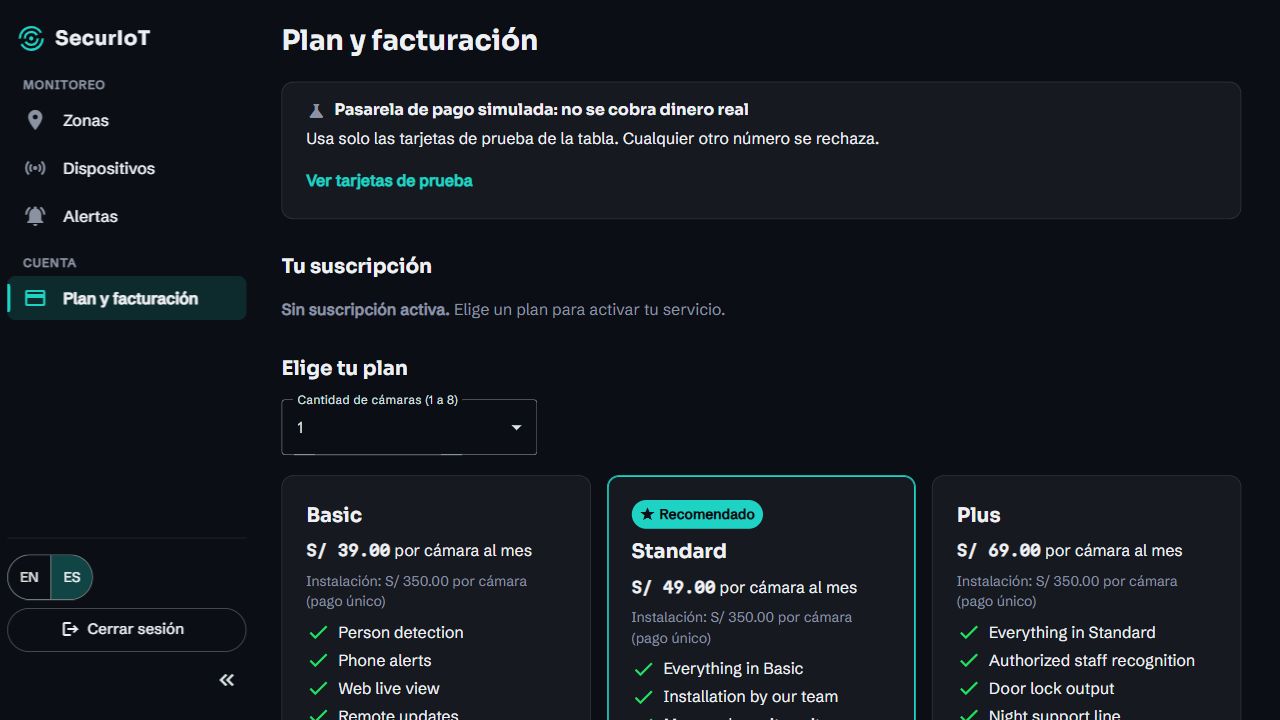 SecurIoT
MONITOREO
Zonas
Dispositivos
Alertas
CUENTA
Plan y facturación
EN ES
Cerrar sesión
Plan y facturación
Pasarela de pago simulada: no se cobra dinero real
Usa solo las tarjetas de prueba de la tabla. Cualquier otro número se rechaza.
Ver tarjetas de prueba
Tu suscripción
Sin suscripción activa. Elige un plan para activar tu servicio.
Elige tu plan
Cantidad de cámaras (1 a 8)
1
Basic
S/ 39.00 por cámara al mes
Instalación: S/ 350.00 por cámara
(pago único)
Person detection
Phone alerts
Web live view
Remote updates
Recomendado
Standard
S/ 49.00 por cámara al mes
Instalación: S/ 350.00 por cámara
(pago único)
Everything in Basic
Installation by our team
Plus
S/ 69.00 por cámara al mes
Instalación: S/ 350.00 por cámara
(pago único)
Everything in Standard
Authorized staff recognition
Door lock output
Night support line